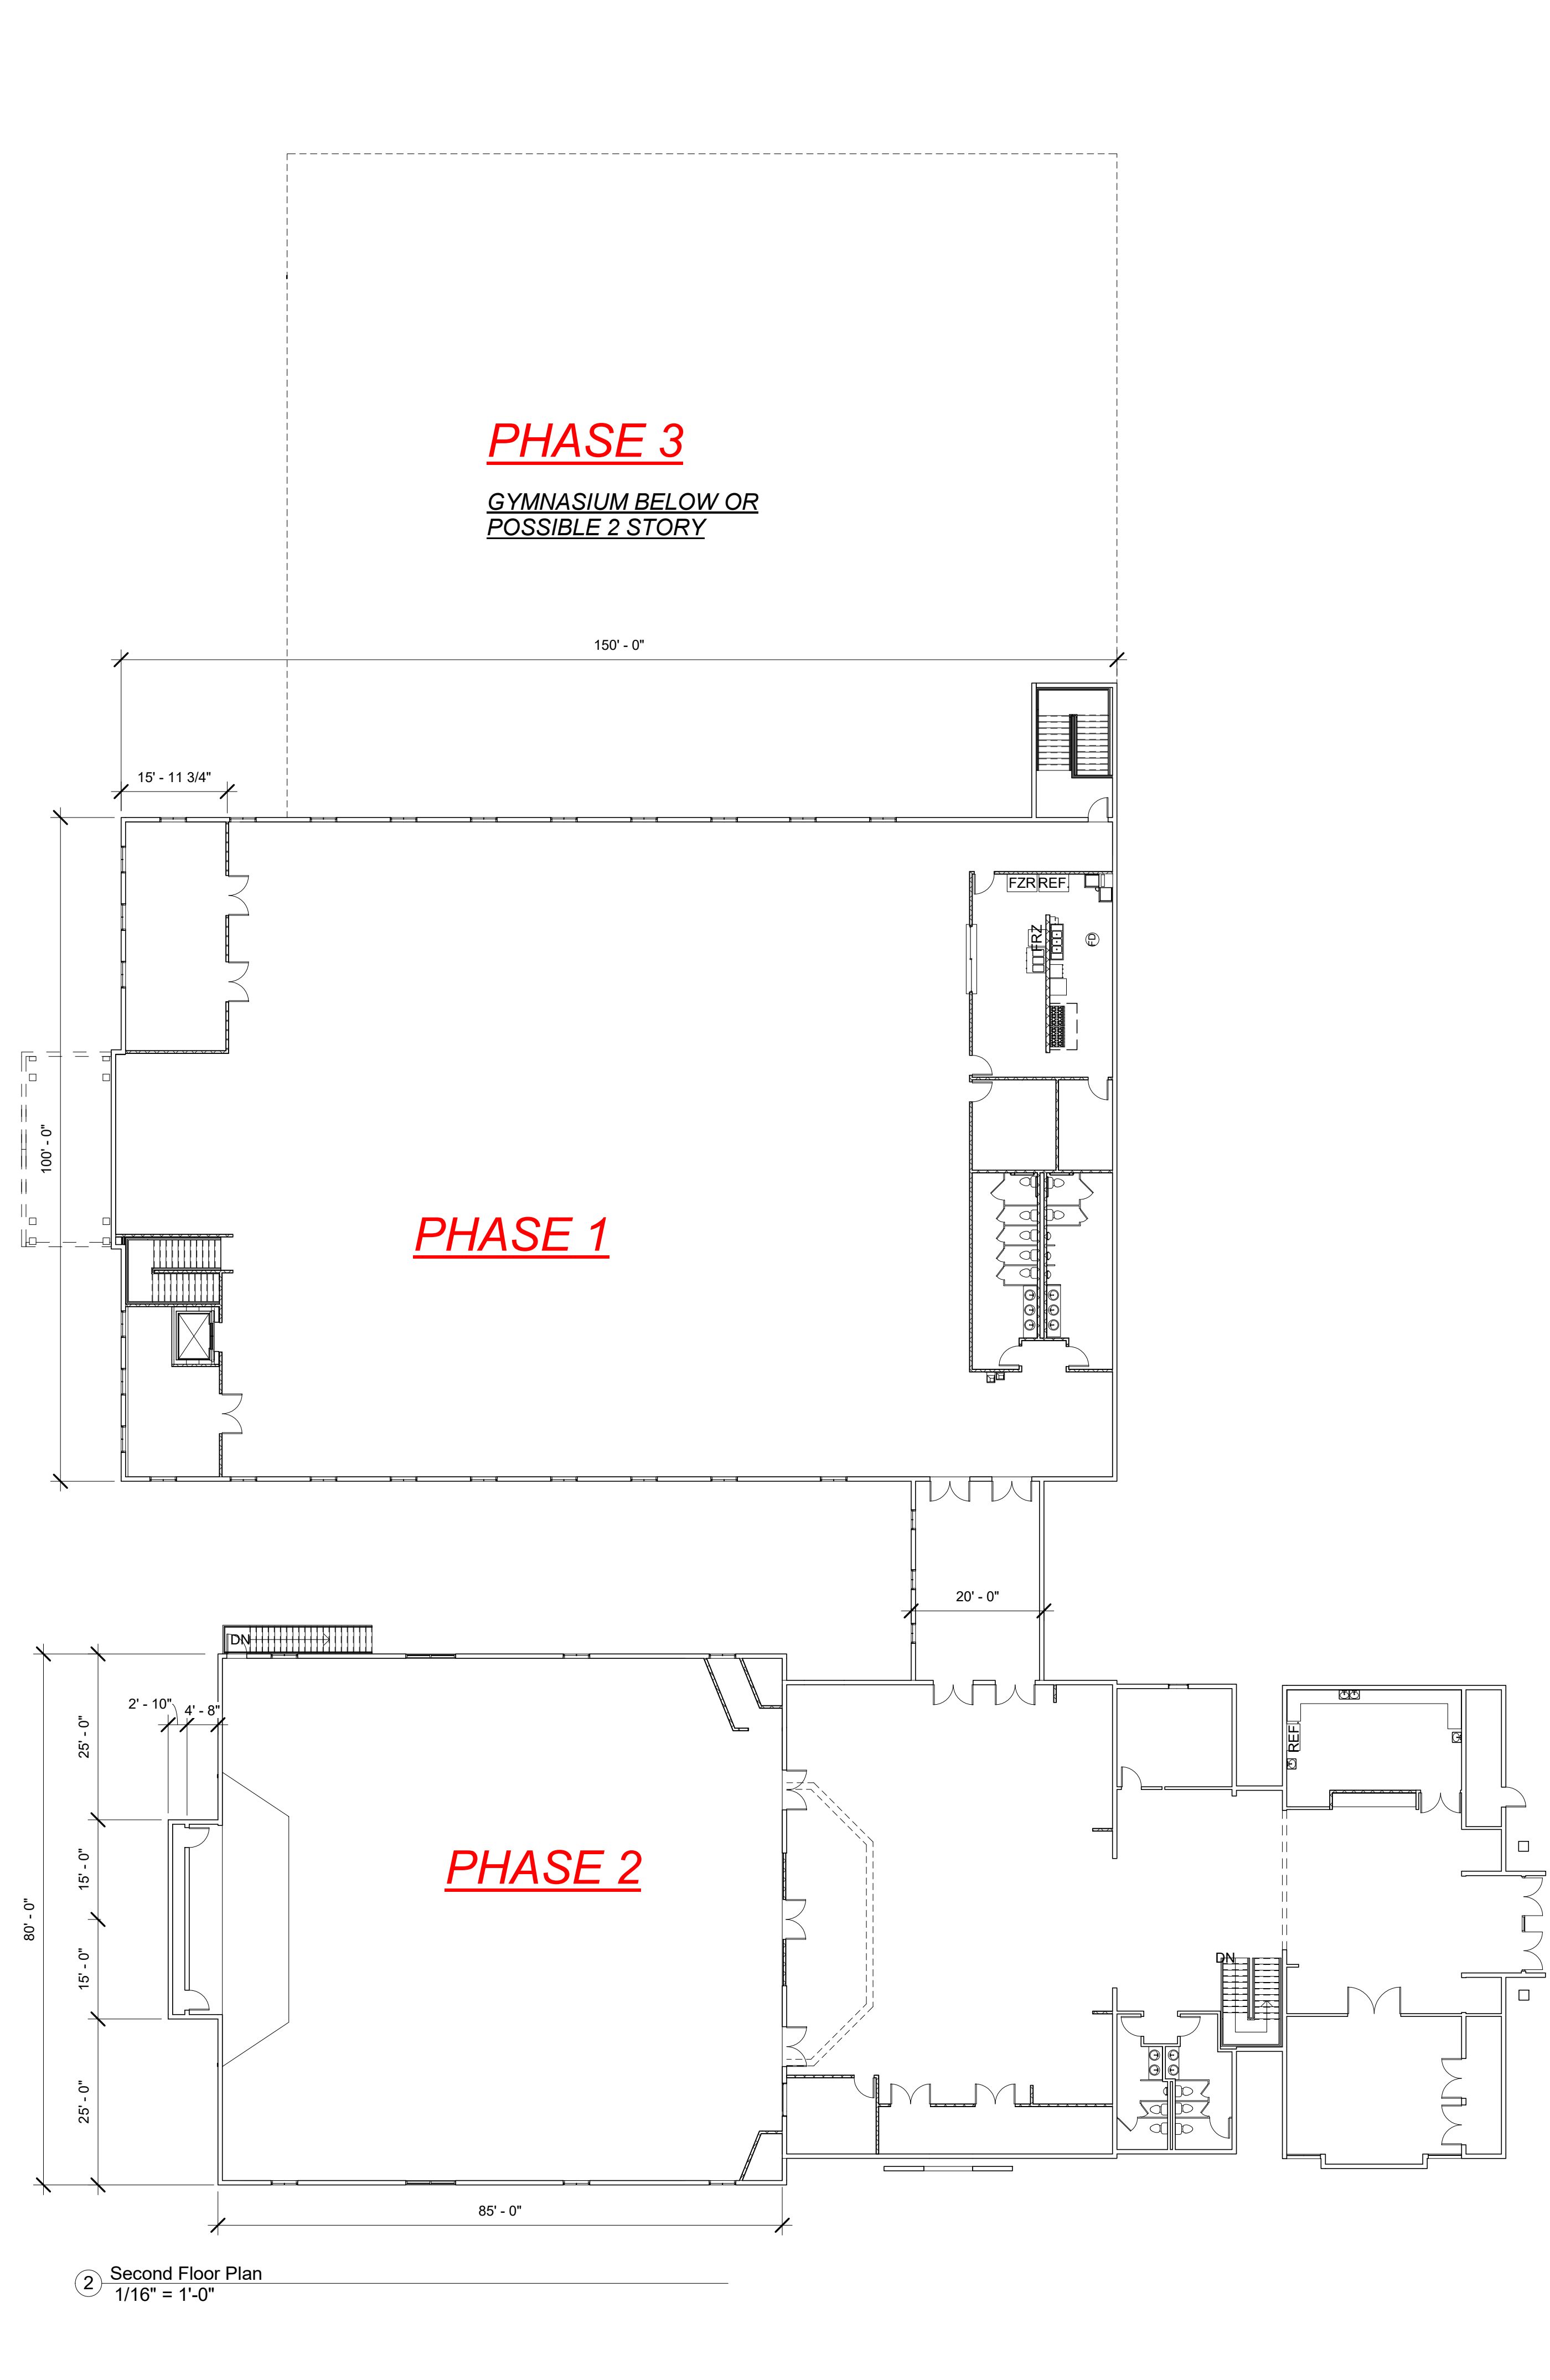 PHASE 3
GYMNASIUM BELOW OR
POSSIBLE 2 STORY
150' - 0"
15' - 11 3/4"
FZR REF.
FRZ
FD
100' - 0"
PHASE 1
20' - 0"
DN
2' - 10"
4' - 8"
25' - 0"
REF.
PHASE 2
15' - 0"
80' - 0"
15' - 0"
DN
25' - 0"
85' - 0"
2 Second Floor Plan
1/16" = 1'-0"